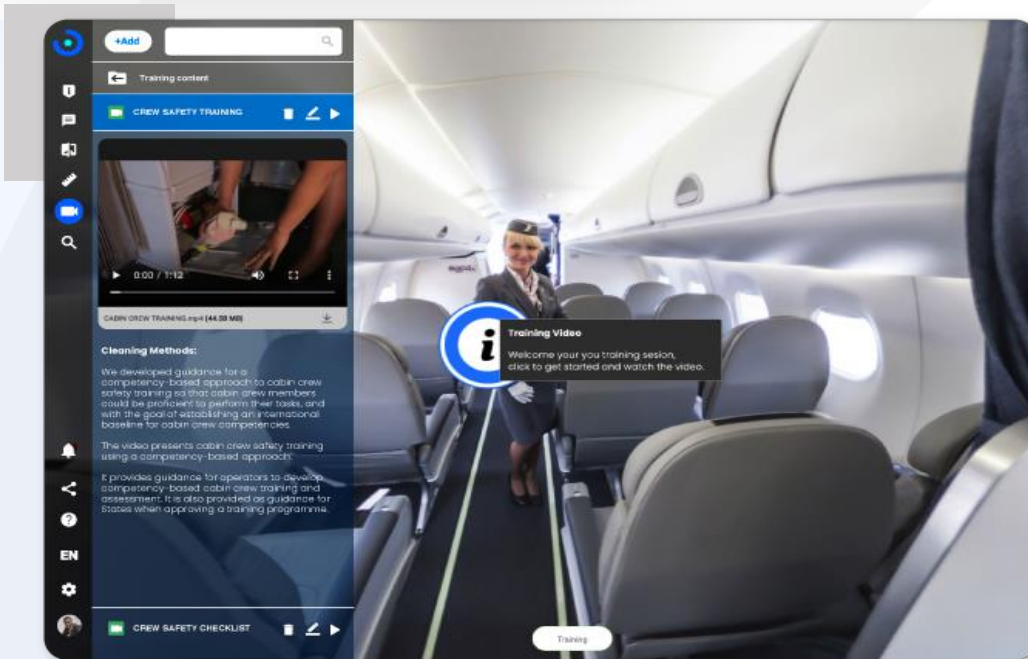 +Add
Training content
CREW SAFETY TRAINING
0:00 / 1:12
CABIN CREW TRAINING.mp4 (44.59 MB)
Cleaning Methods:
We developed guidance for a
competency-based approach to cabin crew
safety training so that cabin crew members
could be proficient to perform their tasks, and
with the goal of establishing an international
baseline for cabin crew competencies.
The video presents cabin crew safety training
using a competency-based approach.
It provides guidance for operators to develop
competency-based cabin crew training and
assessment. It is also provided as guidance for
States when approving a training programme.
EN
CREW SAFETY CHECKLIST
i
Training Video
Welcome your you training sesion,
click to get started and watch the video.
Training